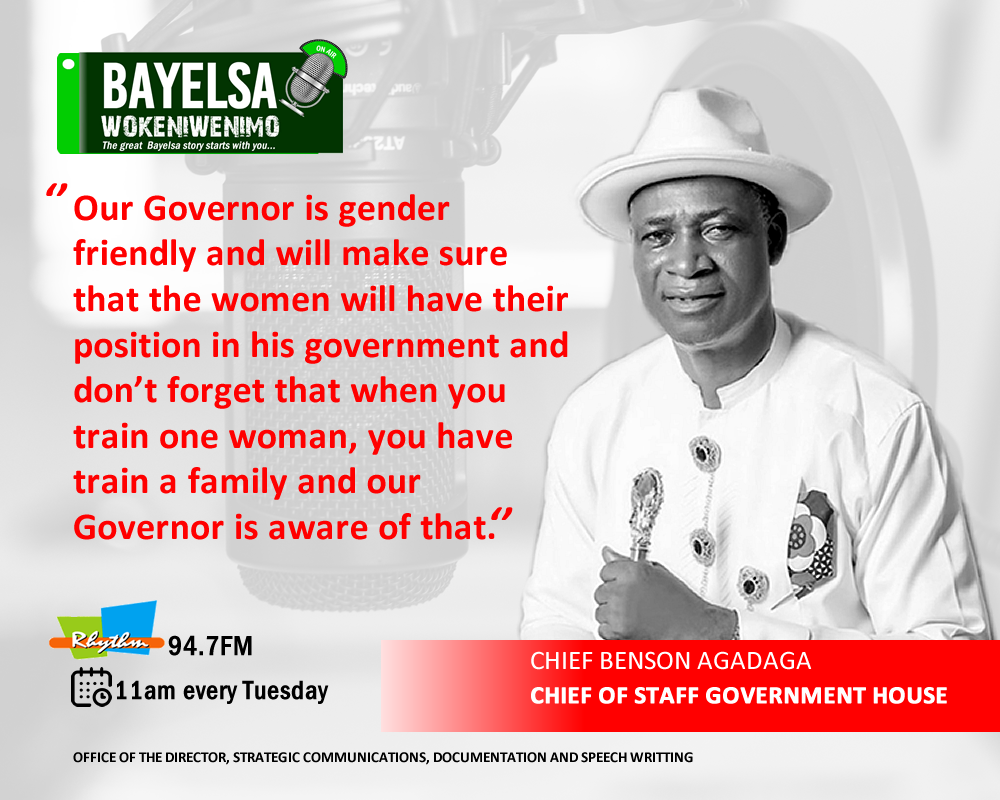 ON AIR
BAYELSA
WOKENIWENIMO
The great Bayelsa story starts with you...
“Our Governor is gender
friendly and will make sure
that the women will have their
position in his government and
don’t forget that when you
train one woman, you have
train a family and our
Governor is aware of that.“
Rhythm 94.7FM
11am every Tuesday
CHIEF BENSON AGADAGA
CHIEF OF STAFF GOVERNMENT HOUSE
OFFICE OF THE DIRECTOR, STRATEGIC COMMUNICATIONS, DOCUMENTATION AND SPEECH WRITTING